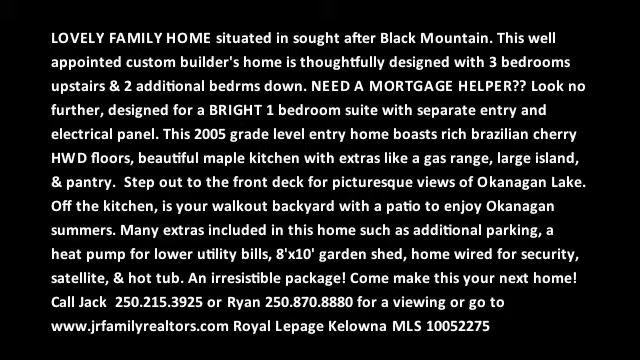 LOVELY FAMILY HOME situated in sought after Black Mountain. This well
appointed custom builder's home is thoughtfully designed with 3 bedrooms
upstairs & 2 additional bedrms down. NEED A MORTGAGE HELPER?? Look no
further, designed for a BRIGHT 1 bedroom suite with separate entry and
electrical panel. This 2005 grade level entry home boasts rich brazilian cherry
HWD floors, beautiful maple kitchen with extras like a gas range, large island,
& pantry.  Step out to the front deck for picturesque views of Okanagan Lake.
Off the kitchen, is your walkout backyard with a patio to enjoy Okanagan
summers. Many extras included in this home such as additional parking, a
heat pump for lower utility bills, 8'x10' garden shed, home wired for security,
satellite, & hot tub. An irresistible package! Come make this your next home!
Call Jack  250.215.3925 or Ryan 250.870.8880 for a viewing or go to
www.jrfamilyrealtors.com Royal Lepage Kelowna MLS 10052275